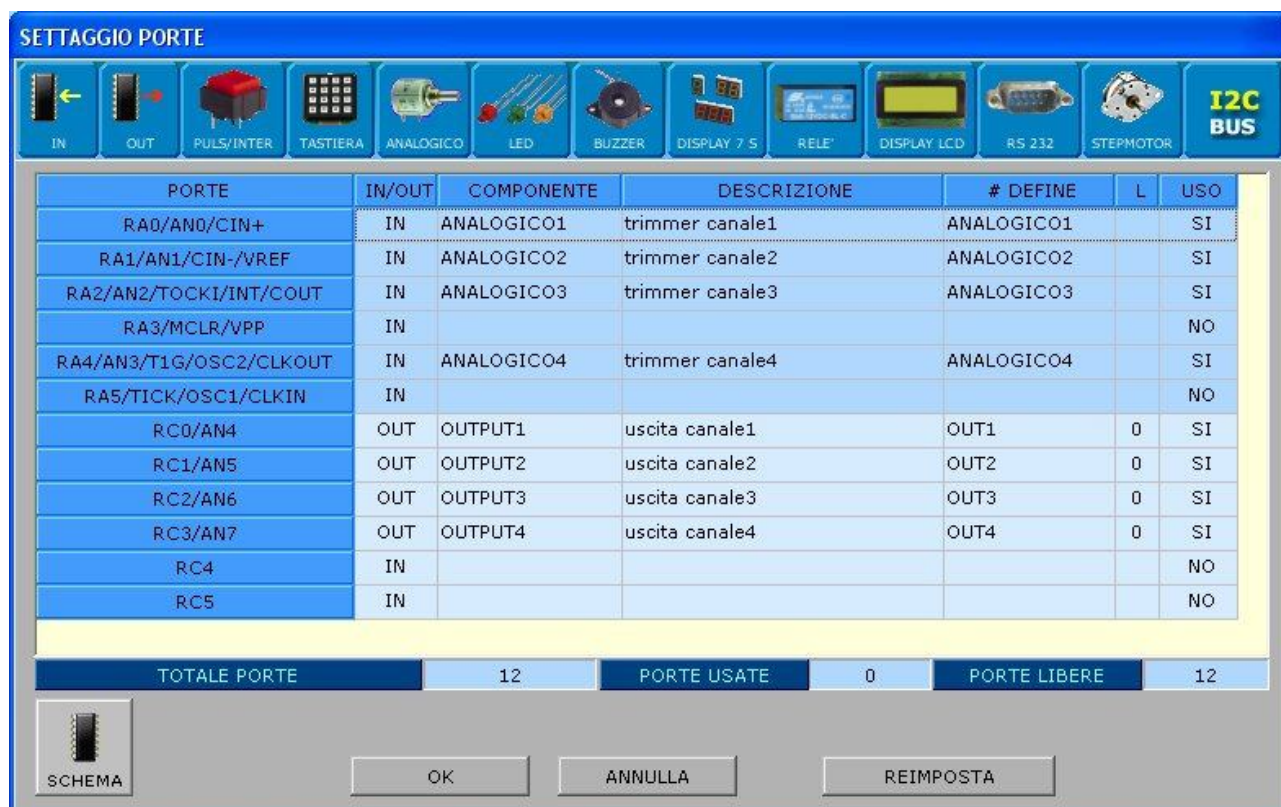 SETTAGGIO PORTE
IN OUT PULS/INTER TASTIERA ANALOGICO LED BUZZER DISPLAY 7 S RELE' DISPLAY LCD RS 232 STEPMOTOR I2C BUS
PORTE IN/OUT COMPONENTE DESCRIZIONE # DEFINE L USO
RA0/AN0/CIN+ IN ANALOGICO1 trimmer canale1 ANALOGICO1 SI
RA1/AN1/CIN-/VREF IN ANALOGICO2 trimmer canale2 ANALOGICO2 SI
RA2/AN2/TOCKI/INT/COUT IN ANALOGICO3 trimmer canale3 ANALOGICO3 SI
RA3/MCLR/VPP IN NO
RA4/AN3/T1G/OSC2/CLKOUT IN ANALOGICO4 trimmer canale4 ANALOGICO4 SI
RA5/TICK/OSC1/CLKIN IN NO
RC0/AN4 OUT OUTPUT1 uscita canale1 OUT1 0 SI
RC1/AN5 OUT OUTPUT2 uscita canale2 OUT2 0 SI
RC2/AN6 OUT OUTPUT3 uscita canale3 OUT3 0 SI
RC3/AN7 OUT OUTPUT4 uscita canale4 OUT4 0 SI
RC4 IN NO
RC5 IN NO
TOTALE PORTE 12 PORTE USATE 0 PORTE LIBERE 12
SCHEMA OK ANNULLA REIMPOSTA